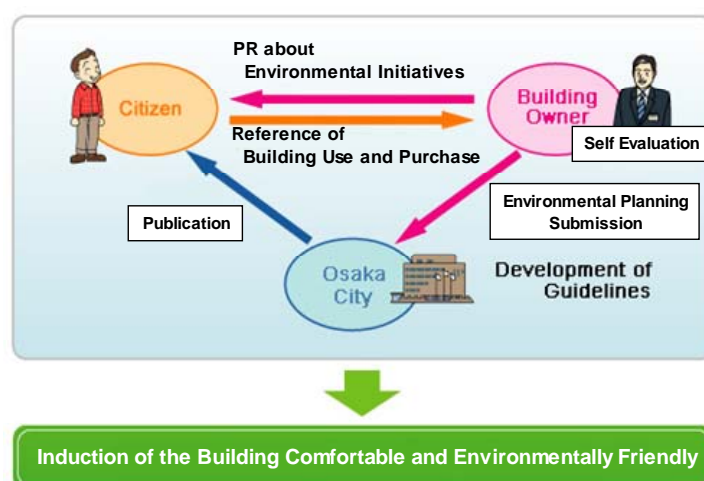 PR about
Environmental Initiatives
Citizen
Building
Owner
Self Evaluation
Reference of
Building Use and Purchase
Publication
Environmental Planning
Submission
Osaka
City
Development of
Guidelines
Induction of the Building Comfortable and Environmentally Friendly